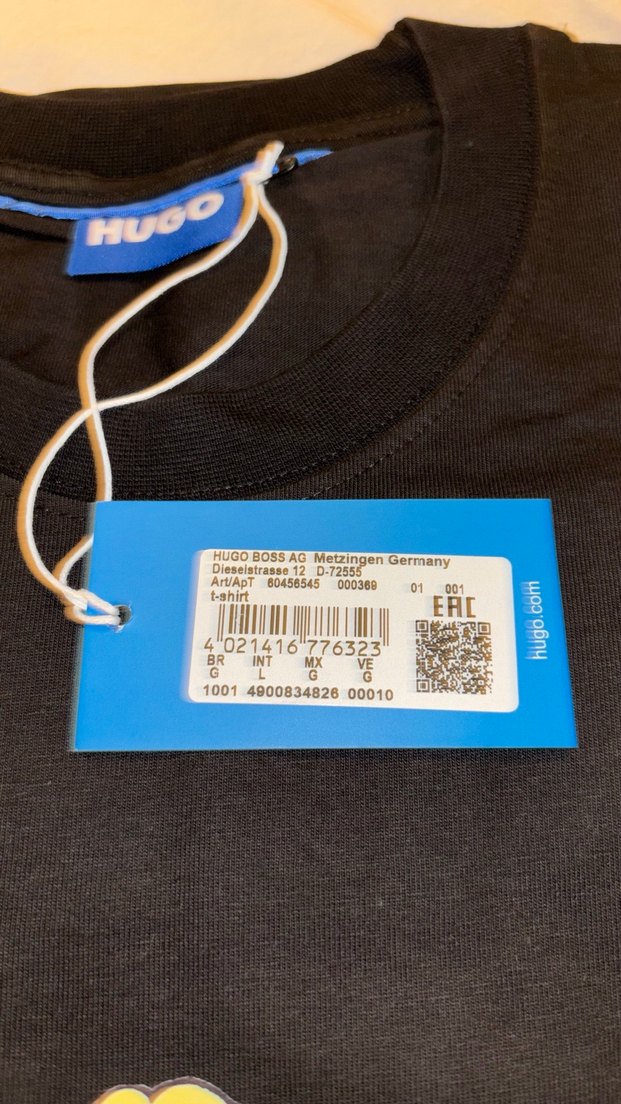 HUGO
HUGO BOSS AG Metzingen Germany
Dieselstrasse 12 D-72555
Art/ApT 60456545 000369 01 001
t-shirt
EAC
4 021416 776323
BR INT MX VE
G L G G
1001 4900834826 00010
hugo.com